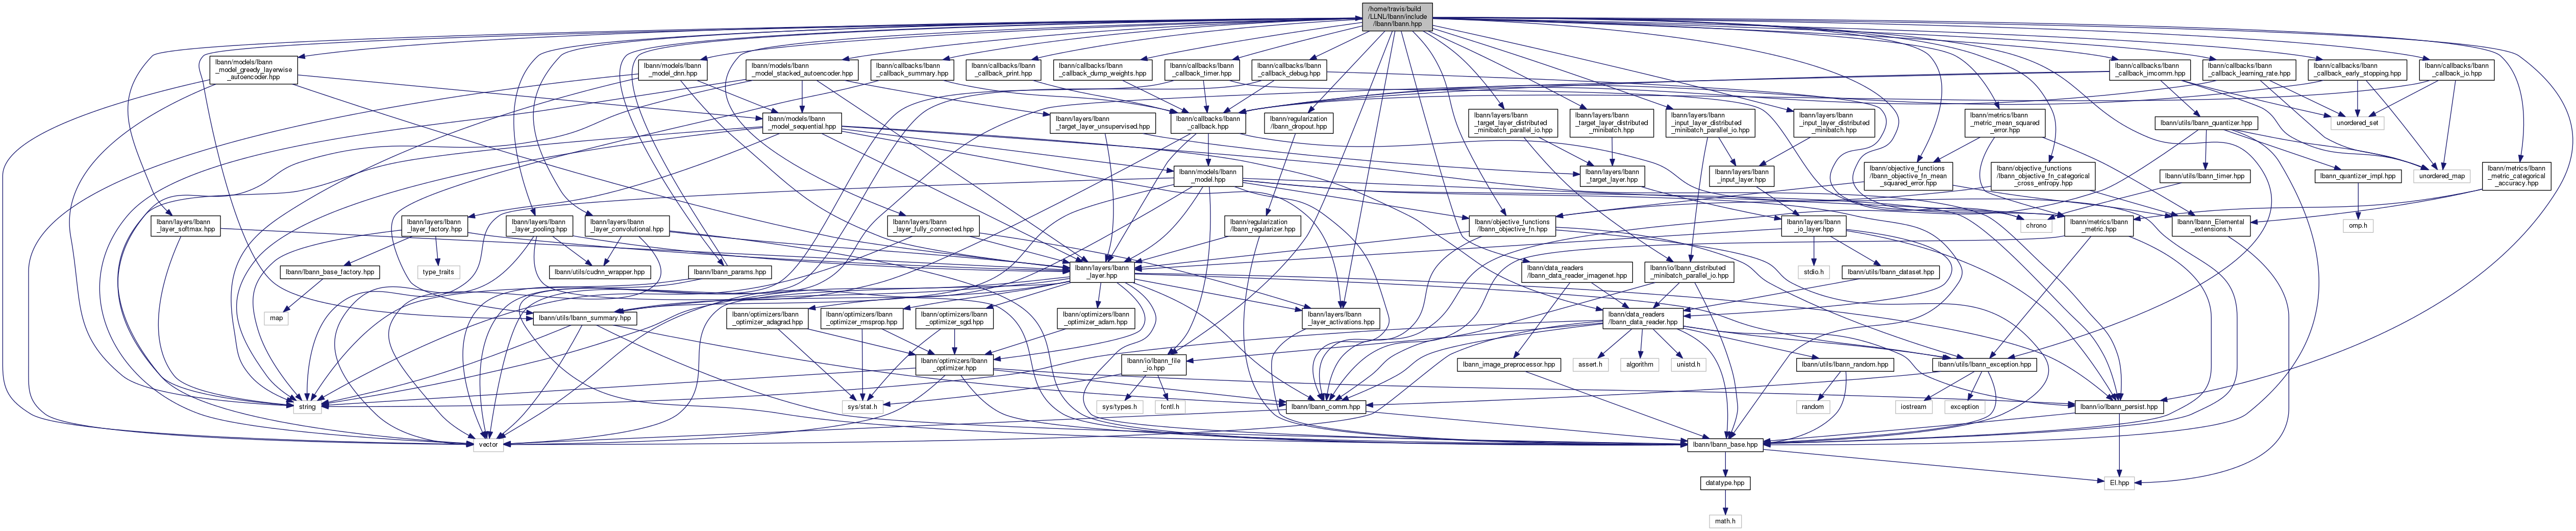 /home/travis/build
/LLNL/lbann/include
/lbann/lbann.hpp
lbann/models/lbann
_model_greedy_layerwise
_autoencoder.hpp
lbann/models/lbann
_model_dnn.hpp
lbann/models/lbann
_model_stacked_autoencoder.hpp
lbann/callbacks/lbann
_callback_summary.hpp
lbann/callbacks/lbann
_callback_print.hpp
lbann/callbacks/lbann
_callback_dump_weights.hpp
lbann/callbacks/lbann
_callback_timer.hpp
lbann/callbacks/lbann
_callback_debug.hpp
lbann/callbacks/lbann
_callback_imcomm.hpp
lbann/callbacks/lbann
_callback_learning_rate.hpp
lbann/callbacks/lbann
_callback_early_stopping.hpp
lbann/callbacks/lbann
_callback_io.hpp
lbann/models/lbann
_model_sequential.hpp
lbann/layers/lbann
_target_layer_unsupervised.hpp
lbann/callbacks/lbann
_callback.hpp
lbann/regularization
/lbann_dropout.hpp
lbann/layers/lbann
_target_layer_distributed
_minibatch_parallel_io.hpp
lbann/layers/lbann
_target_layer_distributed
_minibatch.hpp
lbann/layers/lbann
_input_layer_distributed
_minibatch_parallel_io.hpp
lbann/layers/lbann
_input_layer_distributed
_minibatch.hpp
lbann/metrics/lbann
_metric_mean_squared
_error.hpp
lbann/utils/lbann_quantizer.hpp
unordered_set
lbann/models/lbann
_model.hpp
lbann/layers/lbann
_target_layer.hpp
lbann/layers/lbann
_input_layer.hpp
lbann/objective_functions
/lbann_objective_fn_mean
_squared_error.hpp
lbann/objective_functions
/lbann_objective_fn_categorical
_cross_entropy.hpp
lbann/utils/lbann_timer.hpp
lbann_quantizer_impl.hpp
unordered_map
lbann/metrics/lbann
_metric_categorical
_accuracy.hpp
lbann/layers/lbann
_layer_softmax.hpp
lbann/layers/lbann
_layer_factory.hpp
lbann/layers/lbann
_layer_pooling.hpp
lbann/layers/lbann
_layer_convolutional.hpp
lbann/layers/lbann
_layer_fully_connected.hpp
lbann/regularization
/lbann_regularizer.hpp
lbann/objective_functions
/lbann_objective_fn.hpp
lbann/layers/lbann
_io_layer.hpp
chrono
lbann/metrics/lbann
_metric.hpp
lbann/lbann_Elemental
_extensions.h
omp.h
lbann/lbann_base_factory.hpp
type_traits
lbann/utils/cudnn_wrapper.hpp
lbann/lbann_params.hpp
lbann/layers/lbann
_layer.hpp
lbann/data_readers
/lbann_data_reader_imagenet.hpp
lbann/io/lbann_distributed
_minibatch_parallel_io.hpp
stdio.h
lbann/utils/lbann_dataset.hpp
map
lbann/utils/lbann_summary.hpp
lbann/optimizers/lbann
_optimizer_adagrad.hpp
lbann/optimizers/lbann
_optimizer_rmsprop.hpp
lbann/optimizers/lbann
_optimizer_sgd.hpp
lbann/optimizers/lbann
_optimizer_adam.hpp
lbann/layers/lbann
_layer_activations.hpp
lbann/data_readers
/lbann_data_reader.hpp
lbann/optimizers/lbann
_optimizer.hpp
lbann/io/lbann_file
_io.hpp
lbann_image_preprocessor.hpp
assert.h
algorithm
unistd.h
lbann/utils/lbann_random.hpp
lbann/utils/lbann_exception.hpp
string
sys/stat.h
sys/types.h
fcntl.h
lbann/lbann_comm.hpp
random
iostream
exception
lbann/io/lbann_persist.hpp
vector
lbann/lbann_base.hpp
datatype.hpp
El.hpp
math.h